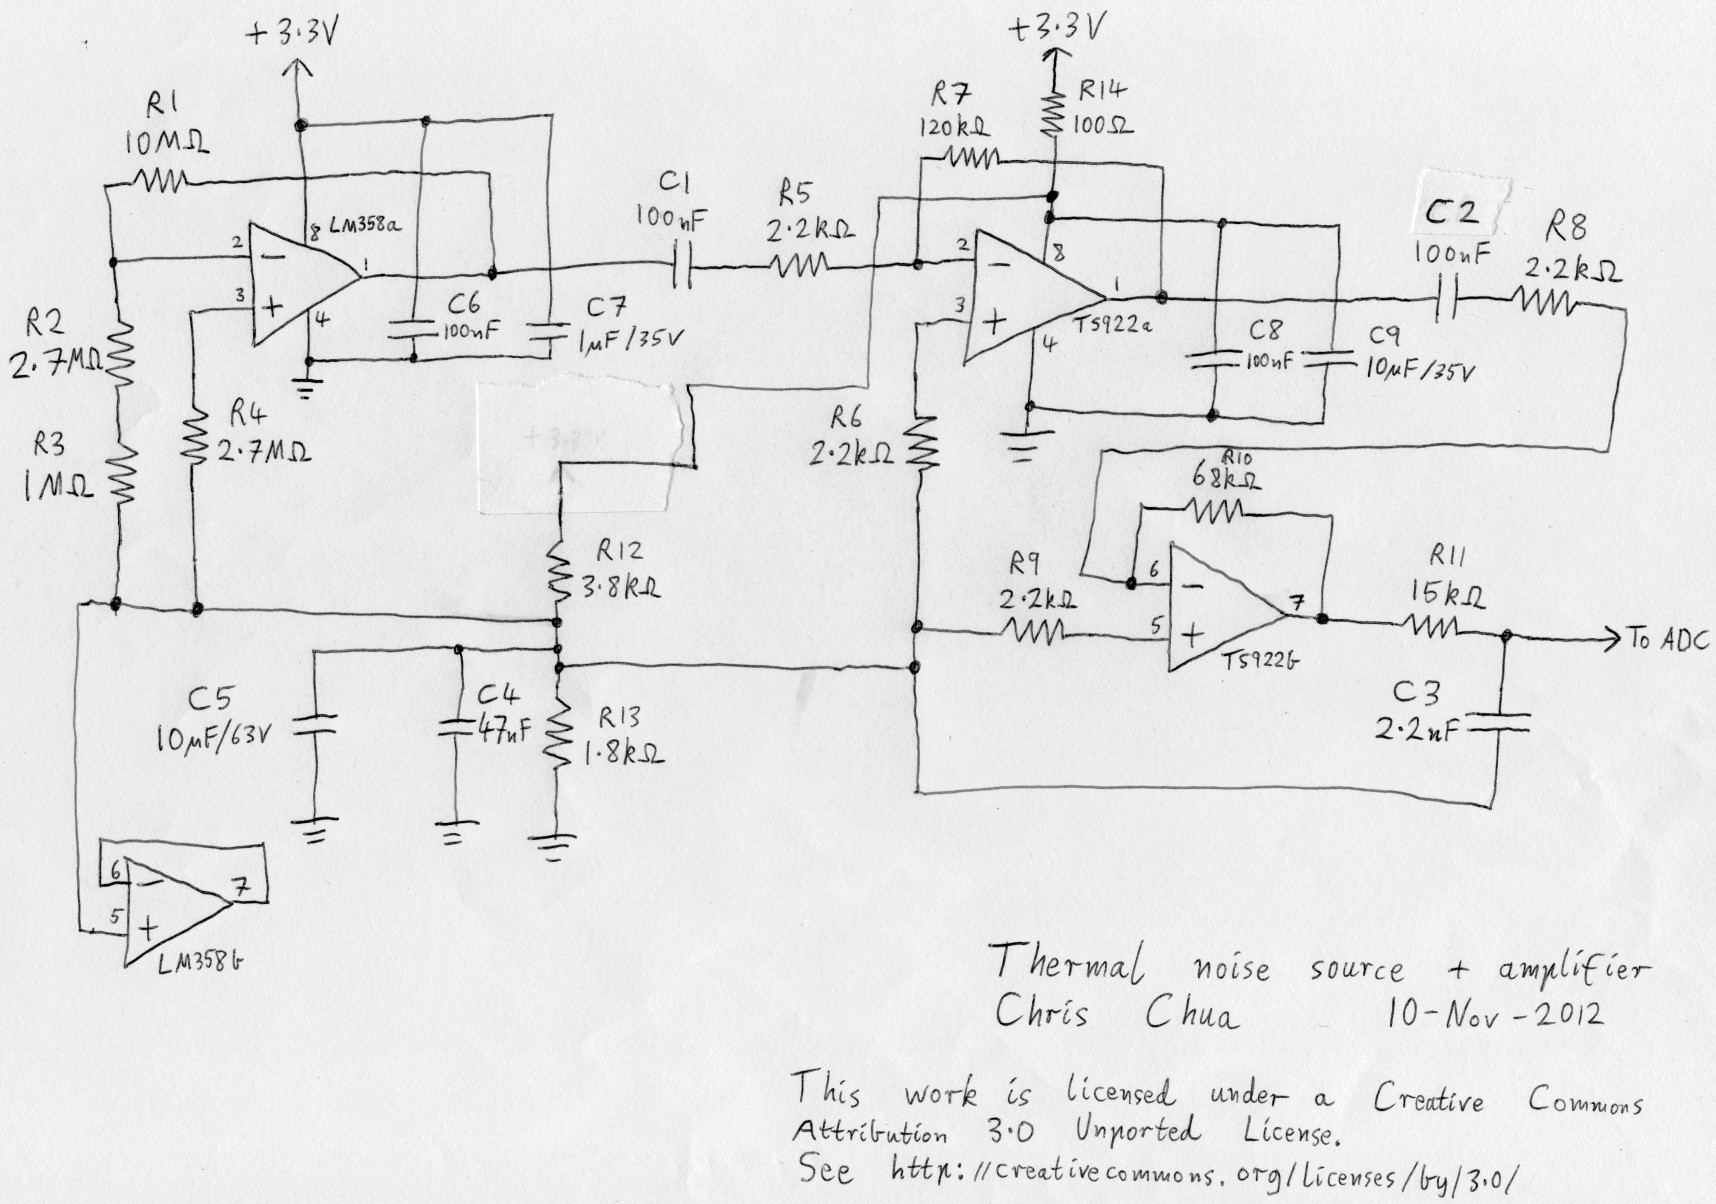 +3.3V
+3.3V
R1
10MΩ
R7
120kΩ
R14
100Ω
LM358a
8
2
3
1
4
C1
100nF
R5
2.2kΩ
C2
100nF
R8
2.2kΩ
2
8
3
1
4
TS922a
R2
2.7MΩ
C6
100nF
C7
1µF/35V
C8
100nF
C9
10µF/35V
R3
1MΩ
R4
2.7MΩ
R6
2.2kΩ
R10
68kΩ
R12
3.8kΩ
R9
2.2kΩ
6
5
7
TS922b
R11
15kΩ
To ADC
C5
10µF/63V
C4
47nF
R13
1.8kΩ
C3
2.2nF
6
5
7
LM358b
Thermal noise source + amplifier
Chris Chua 10-Nov-2012
This work is licensed under a Creative Commons
Attribution 3.0 Unported License.
See http://creativecommons.org/licenses/by/3.0/